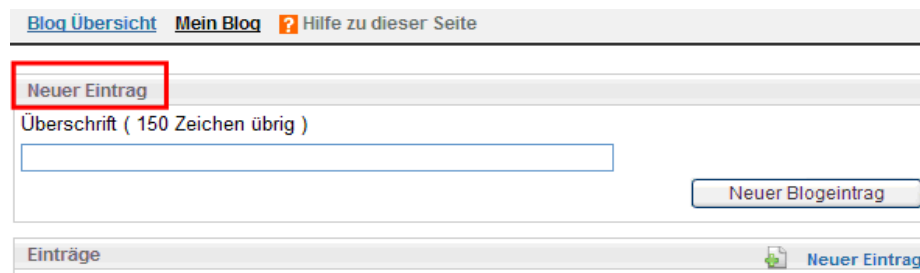 Blog Übersicht Mein Blog ? Hilfe zu dieser Seite
Neuer Eintrag
Überschrift ( 150 Zeichen übrig )
Neuer Blogeintrag
Einträge Neuer Eintrag